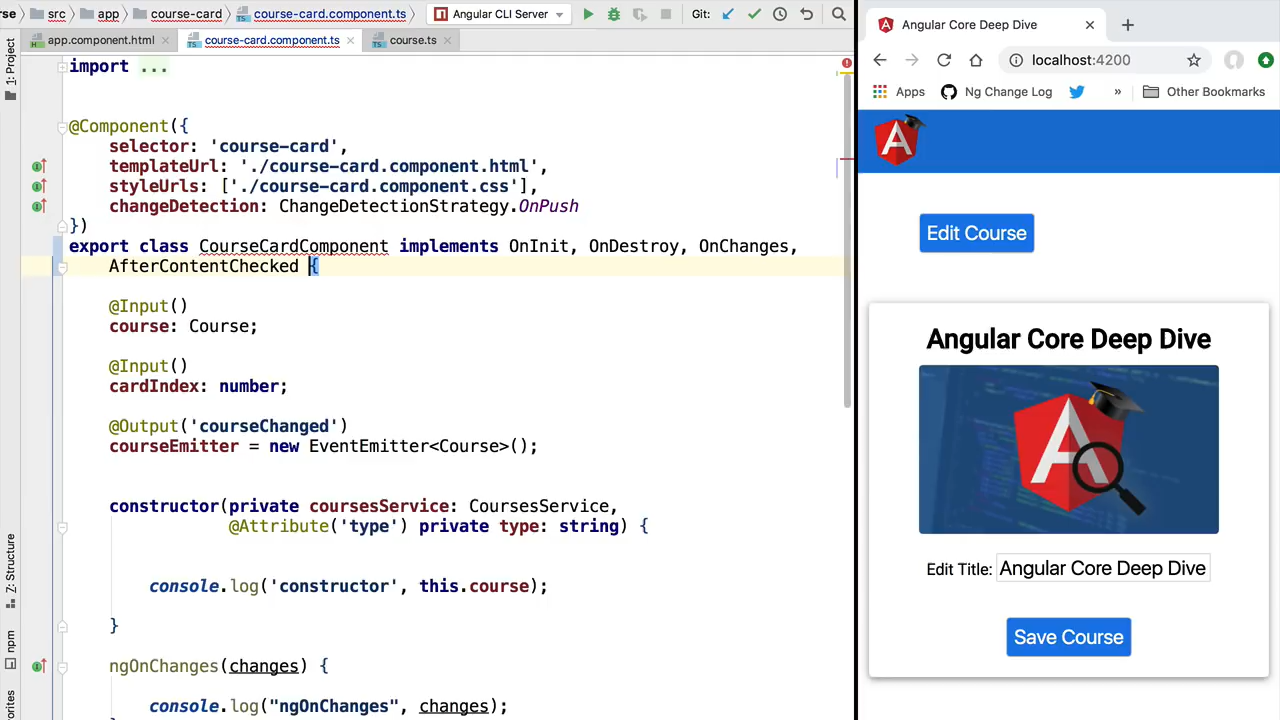 se
src
app
course-card
course-card.component.ts
Angular CLI Server
Git:
app.component.html
course-card.component.ts
course.ts
1: Project
Z: Structure
npm
vorites
import ...
@Component({
selector: 'course-card',
templateUrl: './course-card.component.html',
styleUrls: ['./course-card.component.css'],
changeDetection: ChangeDetectionStrategy.OnPush
})
export class CourseCardComponent implements OnInit, OnDestroy, OnChanges,
AfterContentChecked {
@Input()
course: Course;
@Input()
cardIndex: number;
@Output('courseChanged')
courseEmitter = new EventEmitter<Course>();
constructor(private coursesService: CoursesService,
@Attribute('type') private type: string) {
console.log('constructor', this.course);
}
ngOnChanges(changes) {
console.log("ngOnChanges", changes);
Angular Core Deep Dive
localhost:4200
Apps
Ng Change Log
»
Other Bookmarks
Edit Course
Angular Core Deep Dive
Edit Title: Angular Core Deep Dive
Save Course